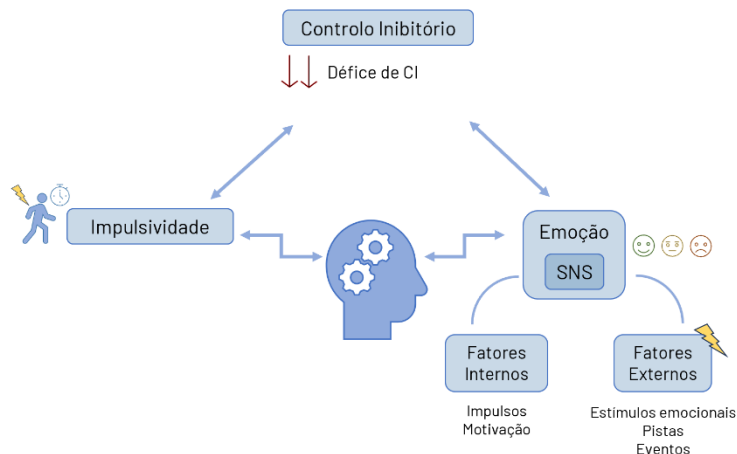 Controlo Inibitório
Défice de CI
Impulsividade
Emoção
SNS
Fatores
Internos
Fatores
Externos
Impulsos
Motivação
Estímulos emocionais
Pistas
Eventos